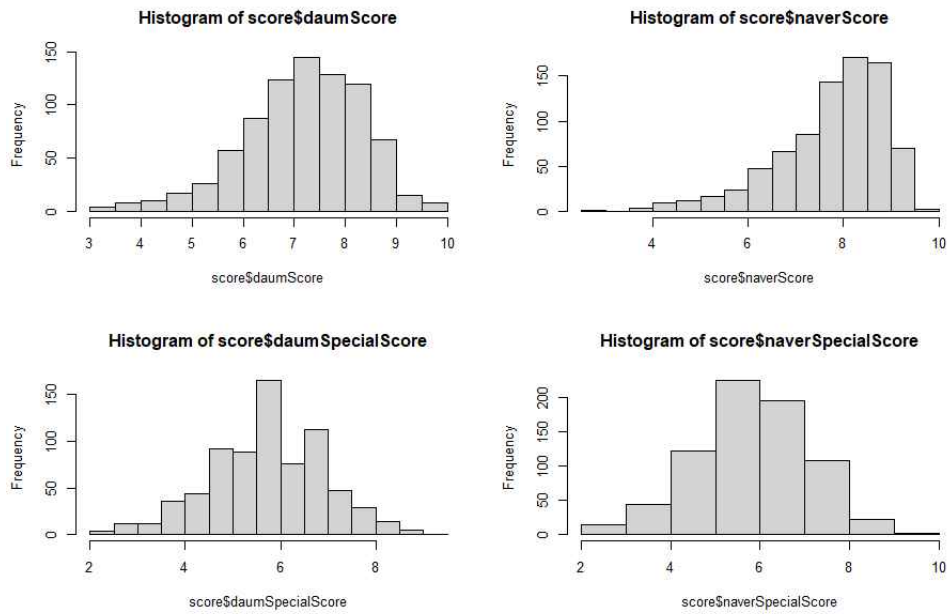 Histogram of score$daumScore
Frequency
0
50
100
150
3 4 5 6 7 8 9 10
score$daumScore
Histogram of score$naverScore
Frequency
0
50
100
150
4 6 8 10
score$naverScore
Histogram of score$daumSpecialScore
Frequency
0
50
100
150
2 4 6 8
score$daumSpecialScore
Histogram of score$naverSpecialScore
Frequency
0
50
100
150
200
2 4 6 8 10
score$naverSpecialScore